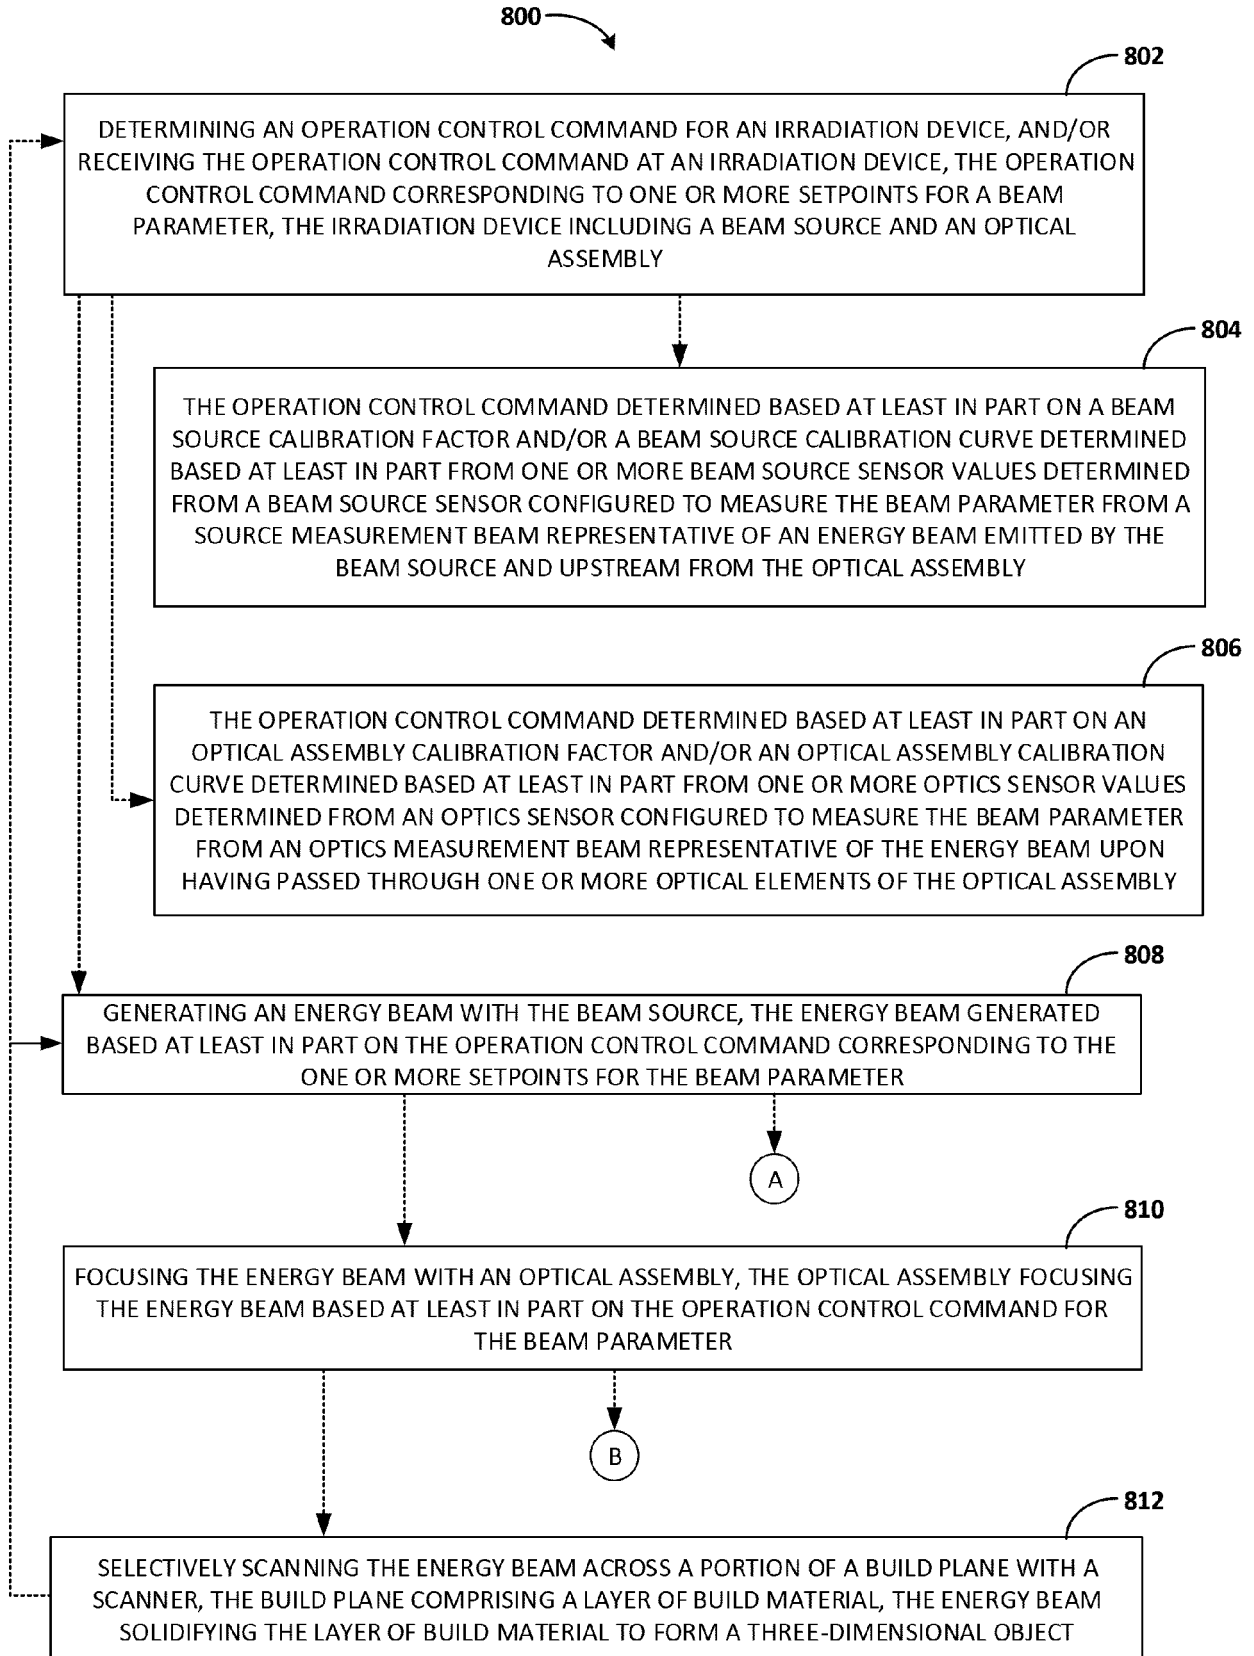 800
802
DETERMINING AN OPERATION CONTROL COMMAND FOR AN IRRADIATION DEVICE, AND/OR
RECEIVING THE OPERATION CONTROL COMMAND AT AN IRRADIATION DEVICE, THE OPERATION
CONTROL COMMAND CORRESPONDING TO ONE OR MORE SETPOINTS FOR A BEAM
PARAMETER, THE IRRADIATION DEVICE INCLUDING A BEAM SOURCE AND AN OPTICAL
ASSEMBLY
804
THE OPERATION CONTROL COMMAND DETERMINED BASED AT LEAST IN PART ON A BEAM
SOURCE CALIBRATION FACTOR AND/OR A BEAM SOURCE CALIBRATION CURVE DETERMINED
BASED AT LEAST IN PART FROM ONE OR MORE BEAM SOURCE SENSOR VALUES DETERMINED
FROM A BEAM SOURCE SENSOR CONFIGURED TO MEASURE THE BEAM PARAMETER FROM A
SOURCE MEASUREMENT BEAM REPRESENTATIVE OF AN ENERGY BEAM EMITTED BY THE
BEAM SOURCE AND UPSTREAM FROM THE OPTICAL ASSEMBLY
806
THE OPERATION CONTROL COMMAND DETERMINED BASED AT LEAST IN PART ON AN
OPTICAL ASSEMBLY CALIBRATION FACTOR AND/OR AN OPTICAL ASSEMBLY CALIBRATION
CURVE DETERMINED BASED AT LEAST IN PART FROM ONE OR MORE OPTICS SENSOR VALUES
DETERMINED FROM AN OPTICS SENSOR CONFIGURED TO MEASURE THE BEAM PARAMETER
FROM AN OPTICS MEASUREMENT BEAM REPRESENTATIVE OF THE ENERGY BEAM UPON
HAVING PASSED THROUGH ONE OR MORE OPTICAL ELEMENTS OF THE OPTICAL ASSEMBLY
808
GENERATING AN ENERGY BEAM WITH THE BEAM SOURCE, THE ENERGY BEAM GENERATED
BASED AT LEAST IN PART ON THE OPERATION CONTROL COMMAND CORRESPONDING TO THE
ONE OR MORE SETPOINTS FOR THE BEAM PARAMETER
A
810
FOCUSING THE ENERGY BEAM WITH AN OPTICAL ASSEMBLY, THE OPTICAL ASSEMBLY FOCUSING
THE ENERGY BEAM BASED AT LEAST IN PART ON THE OPERATION CONTROL COMMAND FOR
THE BEAM PARAMETER
B
812
SELECTIVELY SCANNING THE ENERGY BEAM ACROSS A PORTION OF A BUILD PLANE WITH A
SCANNER, THE BUILD PLANE COMPRISING A LAYER OF BUILD MATERIAL, THE ENERGY BEAM
SOLIDIFYING THE LAYER OF BUILD MATERIAL TO FORM A THREE-DIMENSIONAL OBJECT